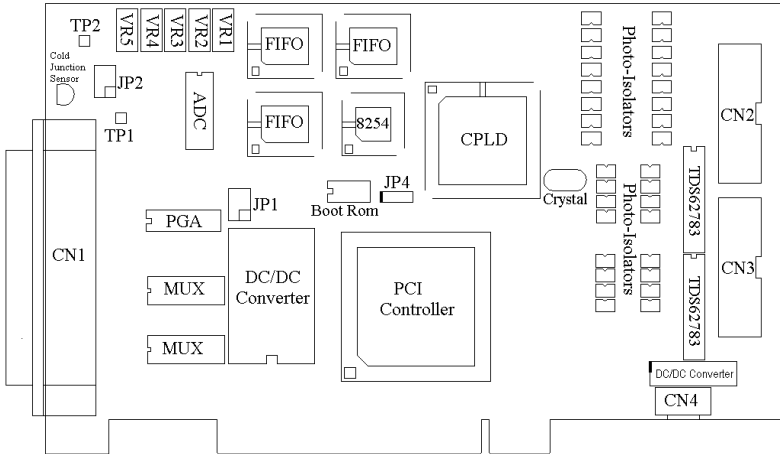 TP2
VR5
VR4
VR3
VR2
VR1
FIFO
FIFO
Photo-Isolators
Cold
Junction
Sensor
JP2
ADC
TP1
FIFO
8254
CPLD
CN2
JP1
Boot Rom
JP4
Crystal
Photo-Isolators
TDS62783
PGA
CN1
MUX
DC/DC
Converter
PCI
Controller
CN3
TDS62783
MUX
DC/DC Converter
CN4